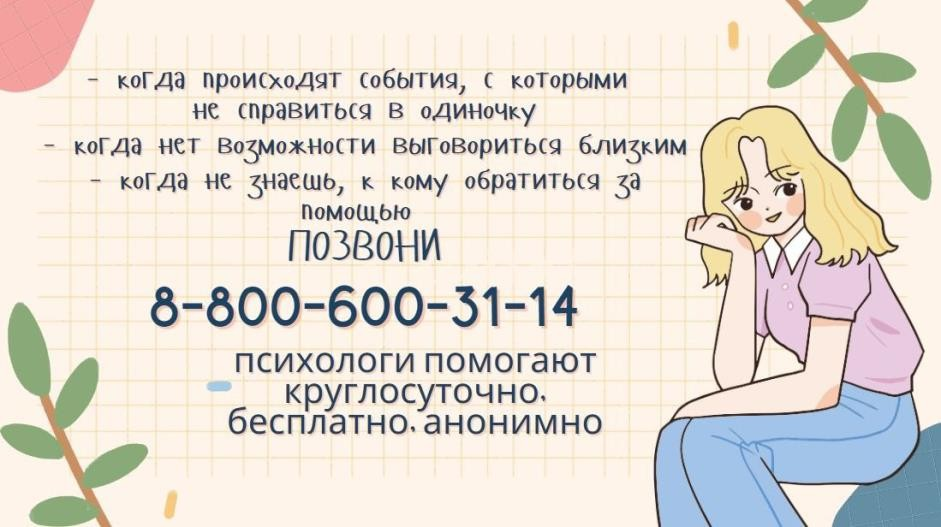 - когда происходят события, с которыми
не справиться в одиночку
- когда нет возможности выговориться близким
- когда не знаешь, к кому обратиться за
помощью
ПОЗВОНИ
8-800-600-31-14
психологи помогают
круглосуточно,
бесплатно, анонимно